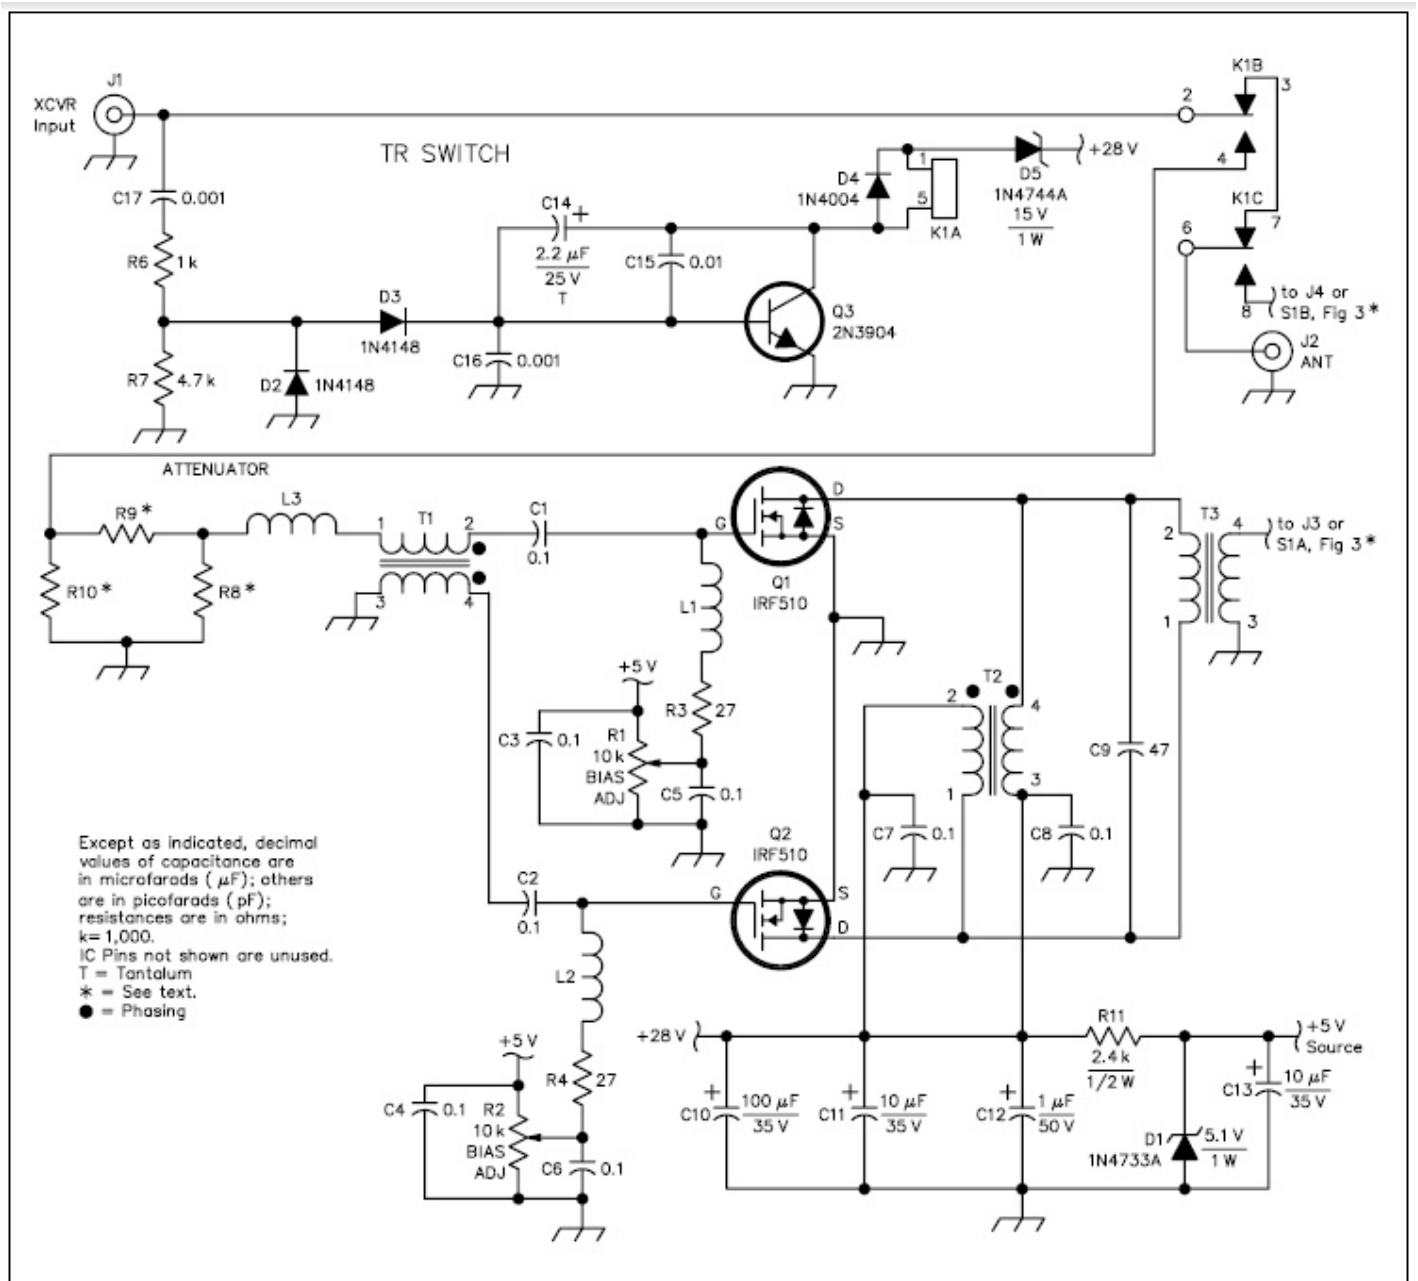 J1
XCVR
Input
TR SWITCH
C17
0.001
R6
1k
R7
4.7k
D2
1N4148
D3
1N4148
C14
+
2.2 µF
25 V
T
C15
0.01
C16
0.001
Q3
2N3904
D4
1N4004
1
5
K1A
D5
1N4744A
15 V
1 W
+28 V
K1B
2
3
4
K1C
6
7
8
to J4 or
S1B, Fig 3*
J2
ANT
ATTENUATOR
R9*
R10*
R8*
L3
1
T1
2
3
4
C1
0.1
G
D
S
Q1
IRF510
L1
+5 V
R3
27
C3
0.1
R1
10k
BIAS
ADJ
C5
0.1
T3
2
4
1
3
to J3 or
S1A, Fig 3*
T2
2
4
1
3
C7
0.1
C8
0.1
C9
47
Q2
IRF510
G
S
D
C2
0.1
L2
+5 V
R4
27
C4
0.1
R2
10k
BIAS
ADJ
C6
0.1
Except as indicated, decimal
values of capacitance are
in microfarads ( µF); others
are in picofarads (pF);
resistances are in ohms;
k=1,000.
IC Pins not shown are unused.
T = Tantalum
* = See text.
● = Phasing
+28 V
R11
2.4k
1/2 W
+5 V
Source
+
C10
100 µF
35 V
+
C11
10 µF
35 V
+
C12
1 µF
50 V
D1
1N4733A
5.1 V
1 W
+
C13
10 µF
35 V